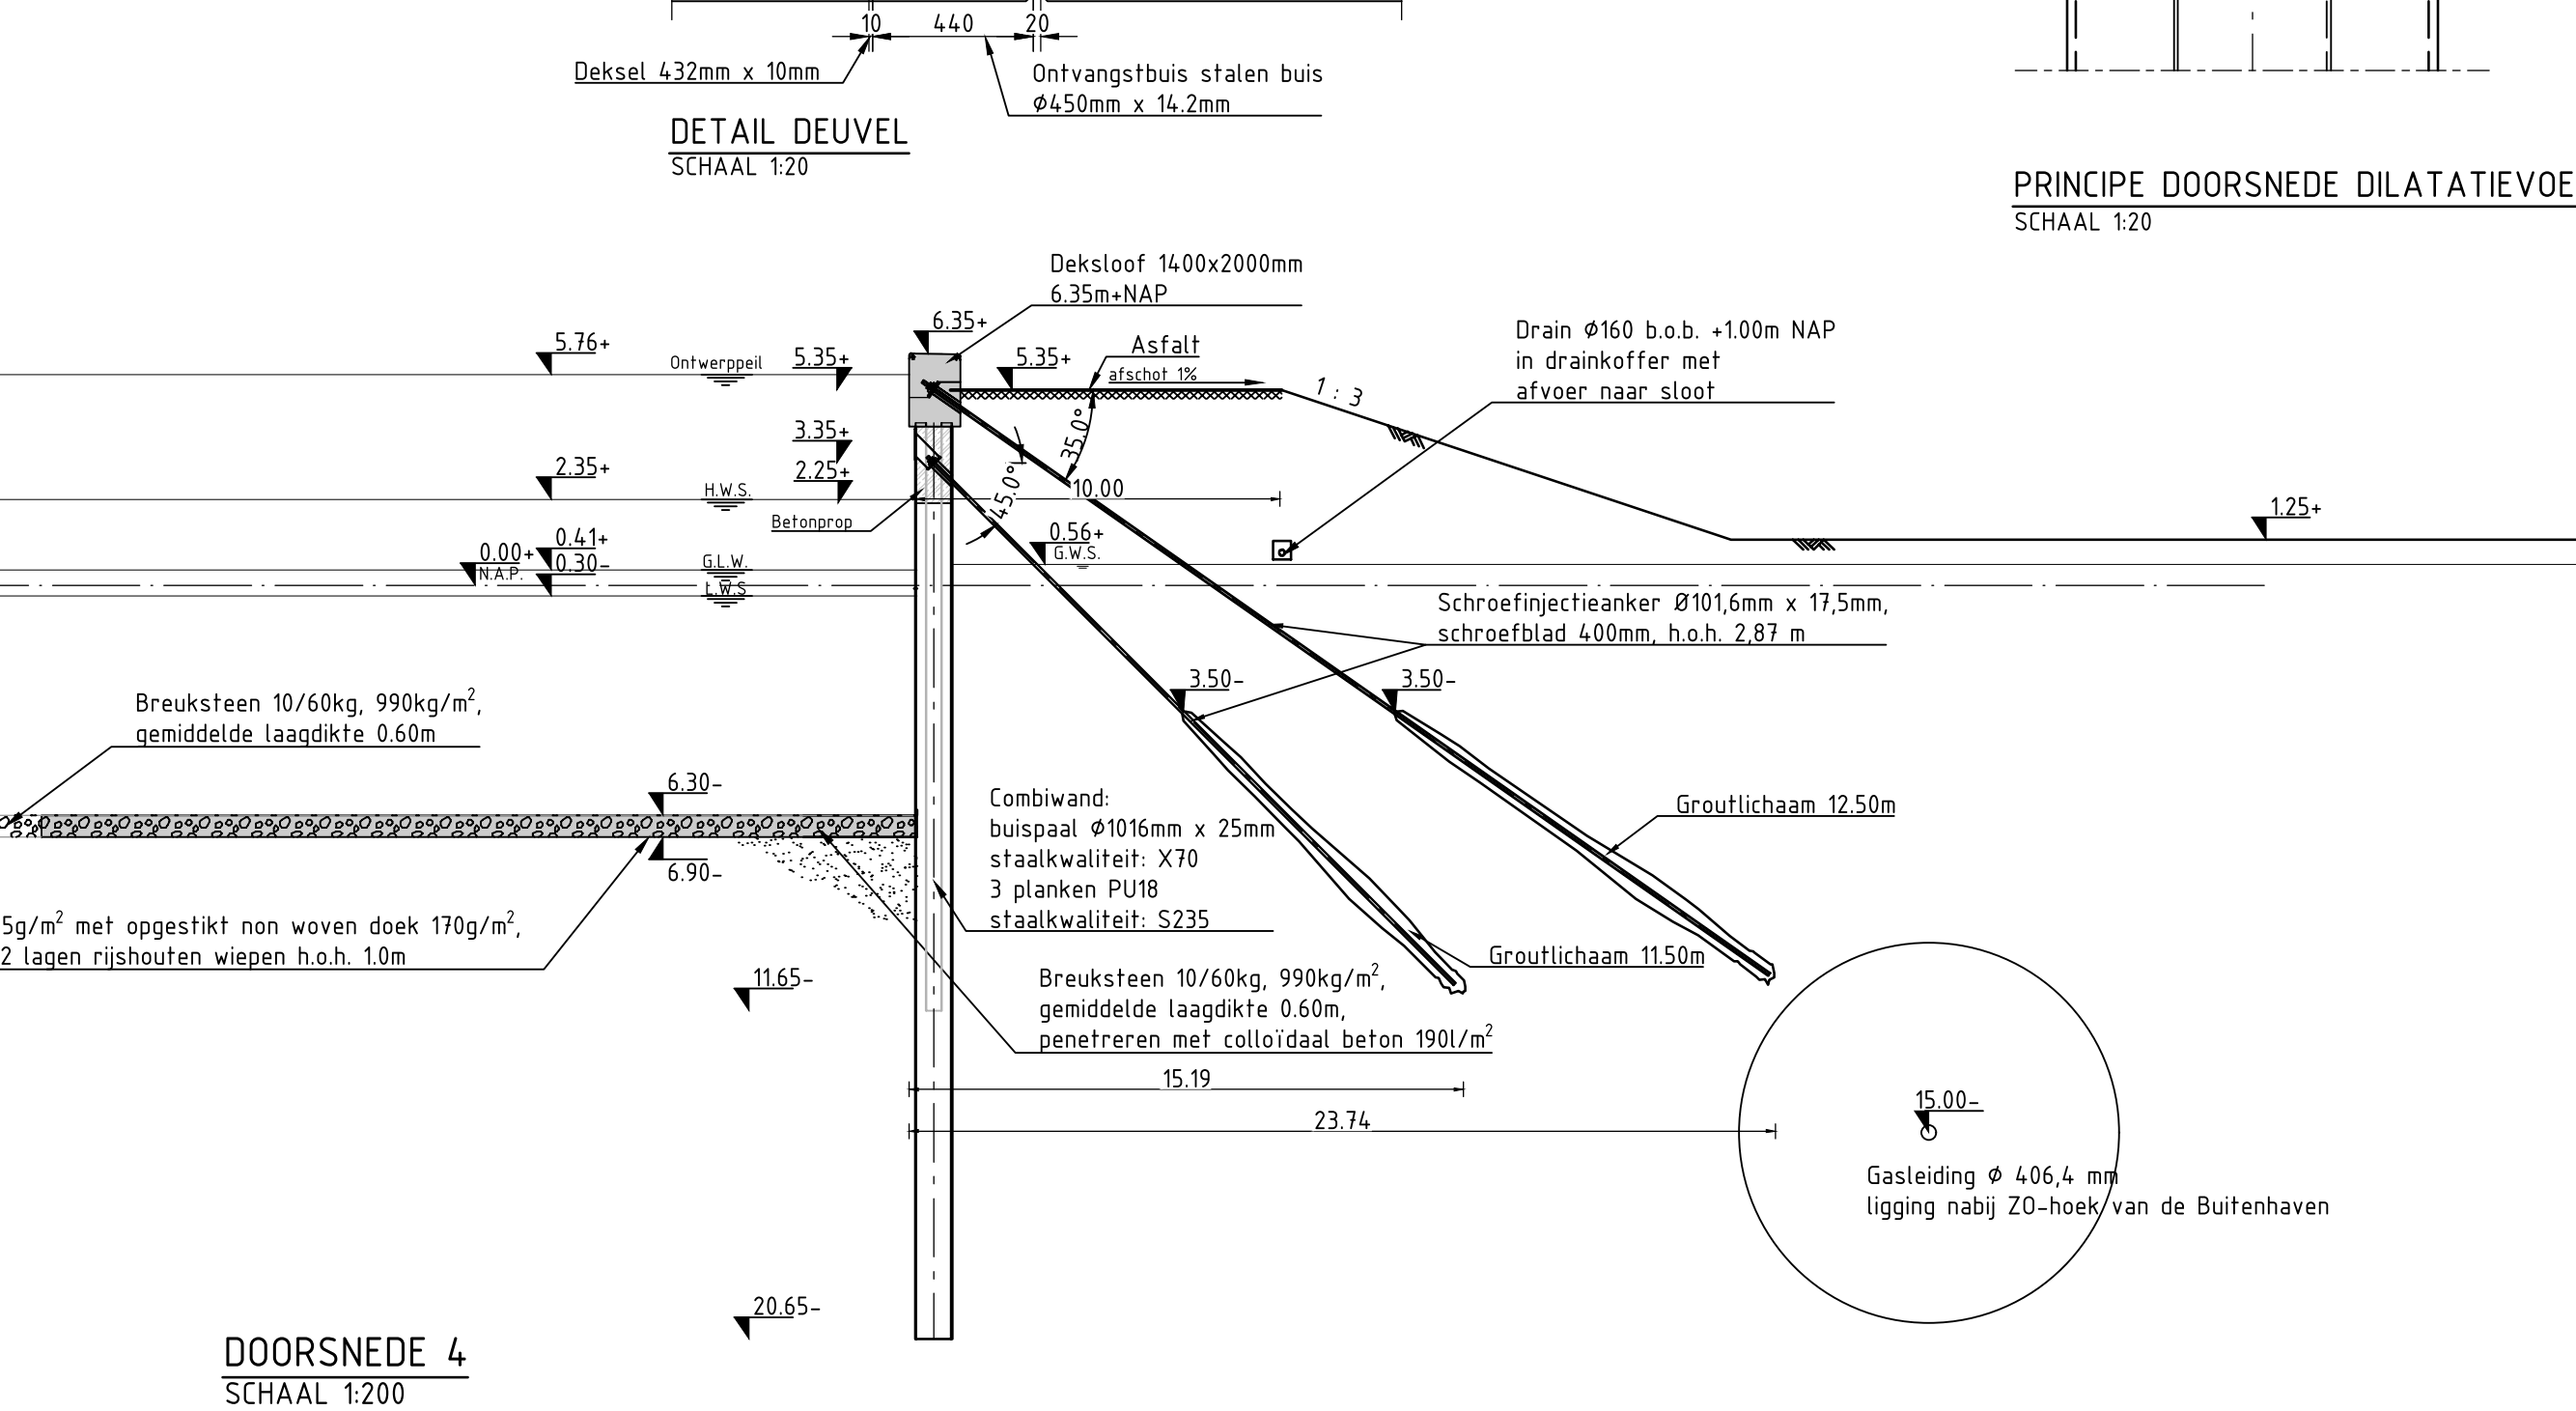 10 440 20
Deksel 432mm x 10mm
Ontvangstbuis stalen buis
Ø450mm x 14.2mm
DETAIL DEUVEL
SCHAAL 1:20
PRINCIPE DOORSNEDE DILATATIEVOE
SCHAAL 1:20
Deksloof 1400x2000mm
6.35m+NAP
6.35+
5.76+
Ontwerppeil
5.35+
5.35+
Asfalt
afschot 1%
1 : 3
Drain Ø160 b.o.b. +1.00m NAP
in drainkoffer met
afvoer naar sloot
3.35+
35.0°
2.35+
H.W.S.
2.25+
45.0°
10.00
Betonprop
1.25+
0.00+
N.A.P.
0.41+
0.30-
G.L.W.
L.W.S
0.56+
G.W.S.
Schroefinjectieanker Ø101,6mm x 17,5mm,
schroefblad 400mm, h.o.h. 2,87 m
3.50-
3.50-
Breuksteen 10/60kg, 990kg/m²,
gemiddelde laagdikte 0.60m
6.30-
6.90-
Combiwand:
buispaal Ø1016mm x 25mm
staalkwaliteit: X70
3 planken PU18
staalkwaliteit: S235
Groutlichaam 12.50m
5g/m² met opgestikt non woven doek 170g/m²,
2 lagen rijshouten wiepen h.o.h. 1.0m
Groutlichaam 11.50m
11.65-
Breuksteen 10/60kg, 990kg/m²,
gemiddelde laagdikte 0.60m,
penetreren met colloïdaal beton 190l/m²
15.19
23.74
15.00-
Gasleiding Ø 406,4 mm
ligging nabij ZO-hoek van de Buitenhaven
20.65-
DOORSNEDE 4
SCHAAL 1:200